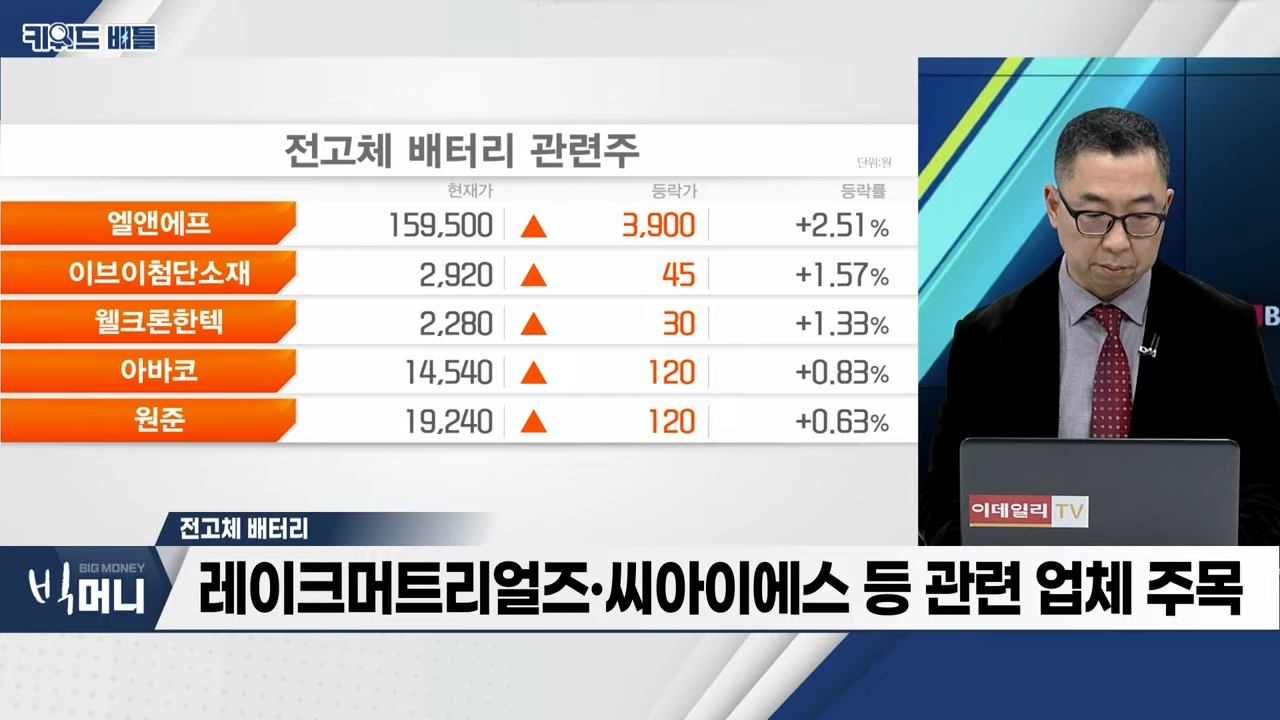 키워드 배틀
전고체 배터리 관련주
단위:원
현재가 등락가 등락률
엘앤에프 159,500 ▲ 3,900 +2.51%
이브이첨단소재 2,920 ▲ 45 +1.57%
웰크론한텍 2,280 ▲ 30 +1.33%
아바코 14,540 ▲ 120 +0.83%
원준 19,240 ▲ 120 +0.63%
B
이데일리 TV
전고체 배터리
BIG MONEY
빅머니
레이크머트리얼즈·씨아이에스 등 관련 업체 주목